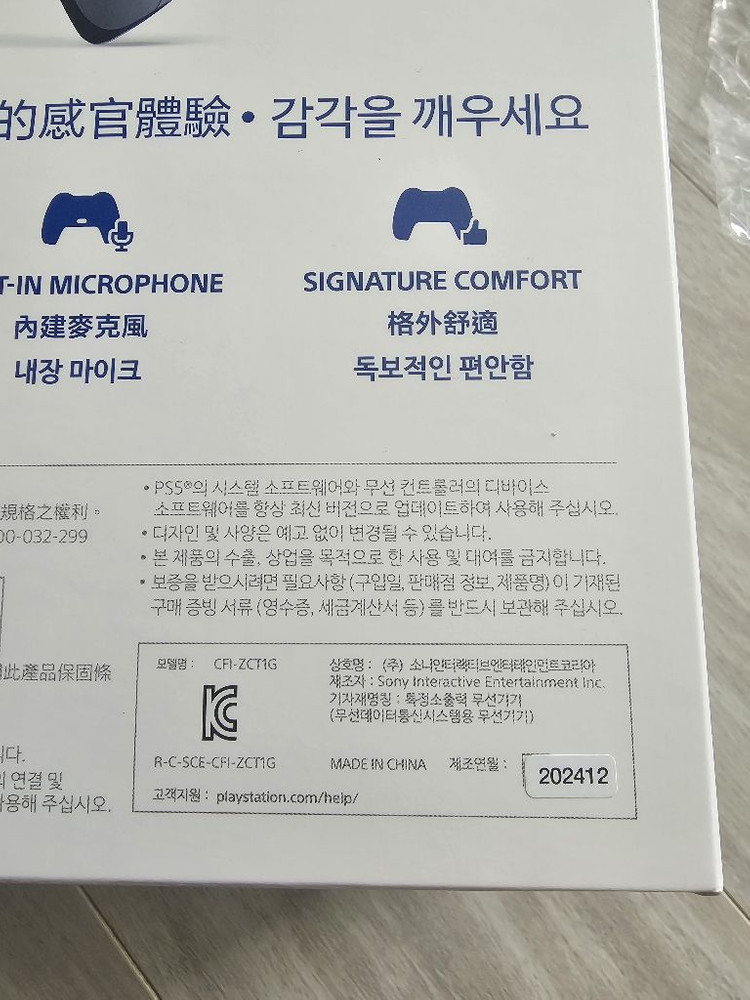 的感官體驗 • 감각을 깨우세요
T-IN MICROPHONE
內建麥克風
내장 마이크
SIGNATURE COMFORT
格外舒適
독보적인 편안함
規格之權利。
00-032-299
此產品保固條
니다.
의 연결 및
사용해 주십시오.
• PS5®의 시스템 소프트웨어와 무선 컨트롤러의 디바이스
소프트웨어를 항상 최신 버전으로 업데이트하여 사용해 주십시오.
• 디자인 및 사양은 예고 없이 변경될 수 있습니다.
• 본 제품의 수출, 상업을 목적으로 한 사용 및 대여를 금지합니다.
• 보증을 받으시려면 필요사항 (구입일, 판매점 정보, 제품명) 이 기재된
구매 증빙 서류 (영수증, 세금계산서 등) 를 반드시 보관해 주십시오.
모델명 : CFI-ZCT1G
R-C-SCE-CFI-ZCT1G
상호명 : (주) 소니인터랙티브엔터테인먼트코리아
제조자 : Sony Interactive Entertainment Inc.
기자재명칭 : 특정소출력 무선기기
(무선데이터통신시스템용 무선기기)
MADE IN CHINA 제조연월 : 202412
고객지원 : playstation.com/help/